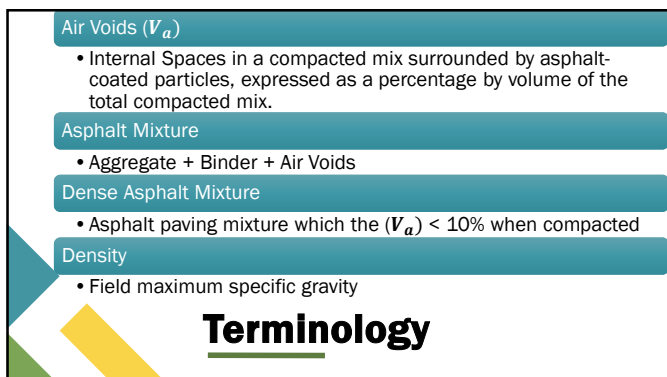 Air Voids (Vₐ)
• Internal Spaces in a compacted mix surrounded by asphalt-
coated particles, expressed as a percentage by volume of the
total compacted mix.
Asphalt Mixture
• Aggregate + Binder + Air Voids
Dense Asphalt Mixture
• Asphalt paving mixture which the (Vₐ) < 10% when compacted
Density
• Field maximum specific gravity
Terminology